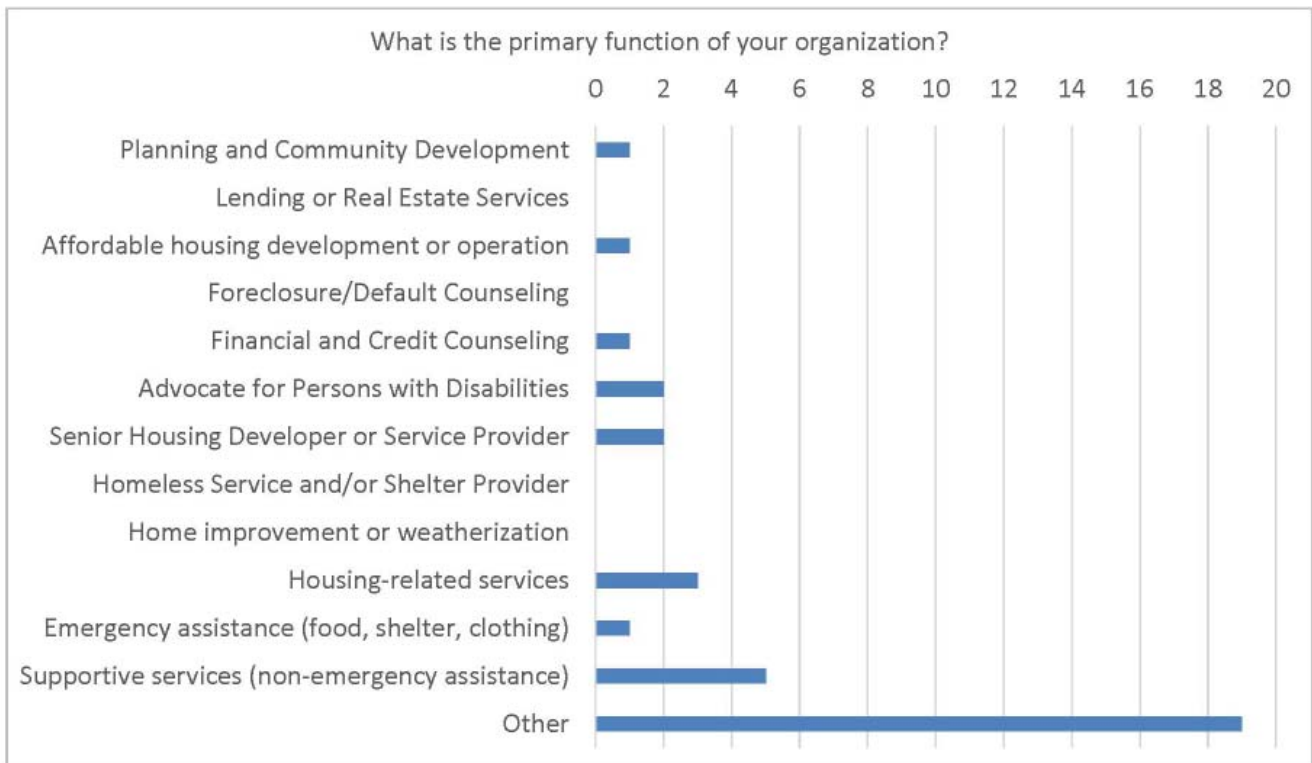 What is the primary function of your organization?
0 2 4 6 8 10 12 14 16 18 20
Planning and Community Development
Lending or Real Estate Services
Affordable housing development or operation
Foreclosure/Default Counseling
Financial and Credit Counseling
Advocate for Persons with Disabilities
Senior Housing Developer or Service Provider
Homeless Service and/or Shelter Provider
Home improvement or weatherization
Housing-related services
Emergency assistance (food, shelter, clothing)
Supportive services (non-emergency assistance)
Other